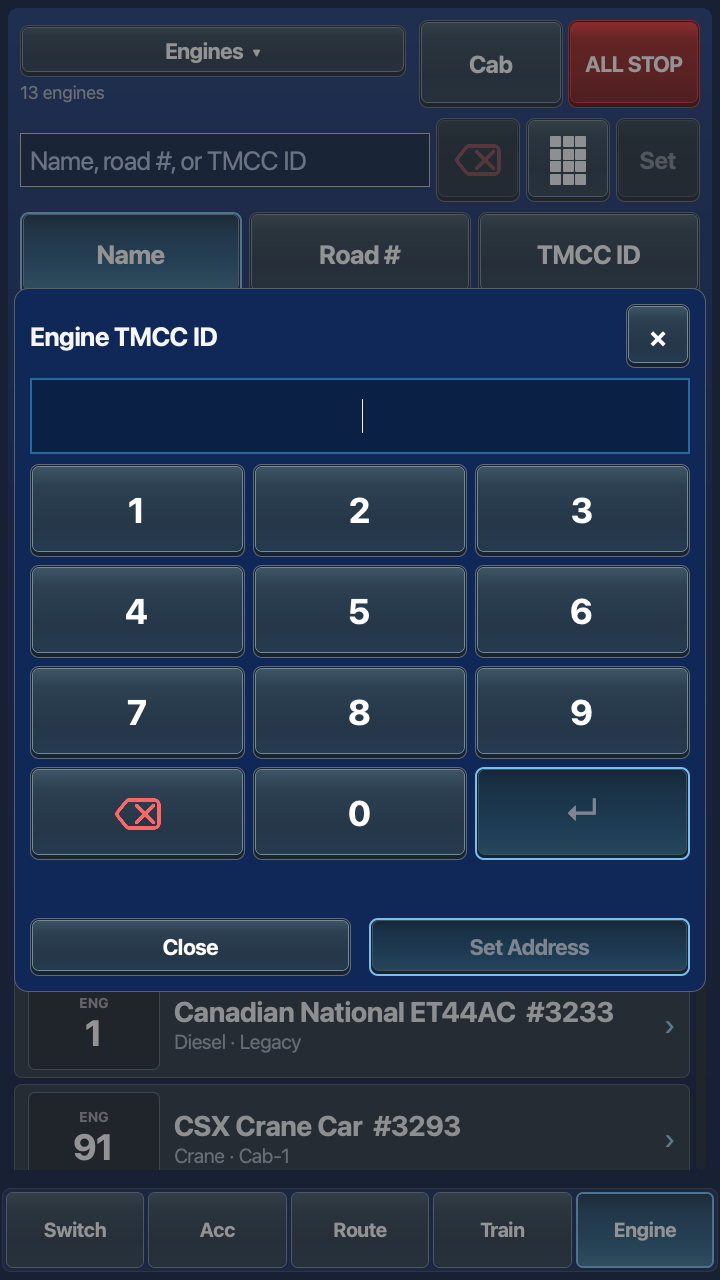 Engines ▾
Cab
ALL STOP
13 engines
Name, road #, or TMCC ID
Set
Name
Road #
TMCC ID
Engine TMCC ID
×
1
2
3
4
5
6
7
8
9
0
Close
Set Address
ENG
1
Canadian National ET44AC #3233
Diesel · Legacy
›
ENG
91
CSX Crane Car #3293
Crane · Cab-1
›
Switch
Acc
Route
Train
Engine